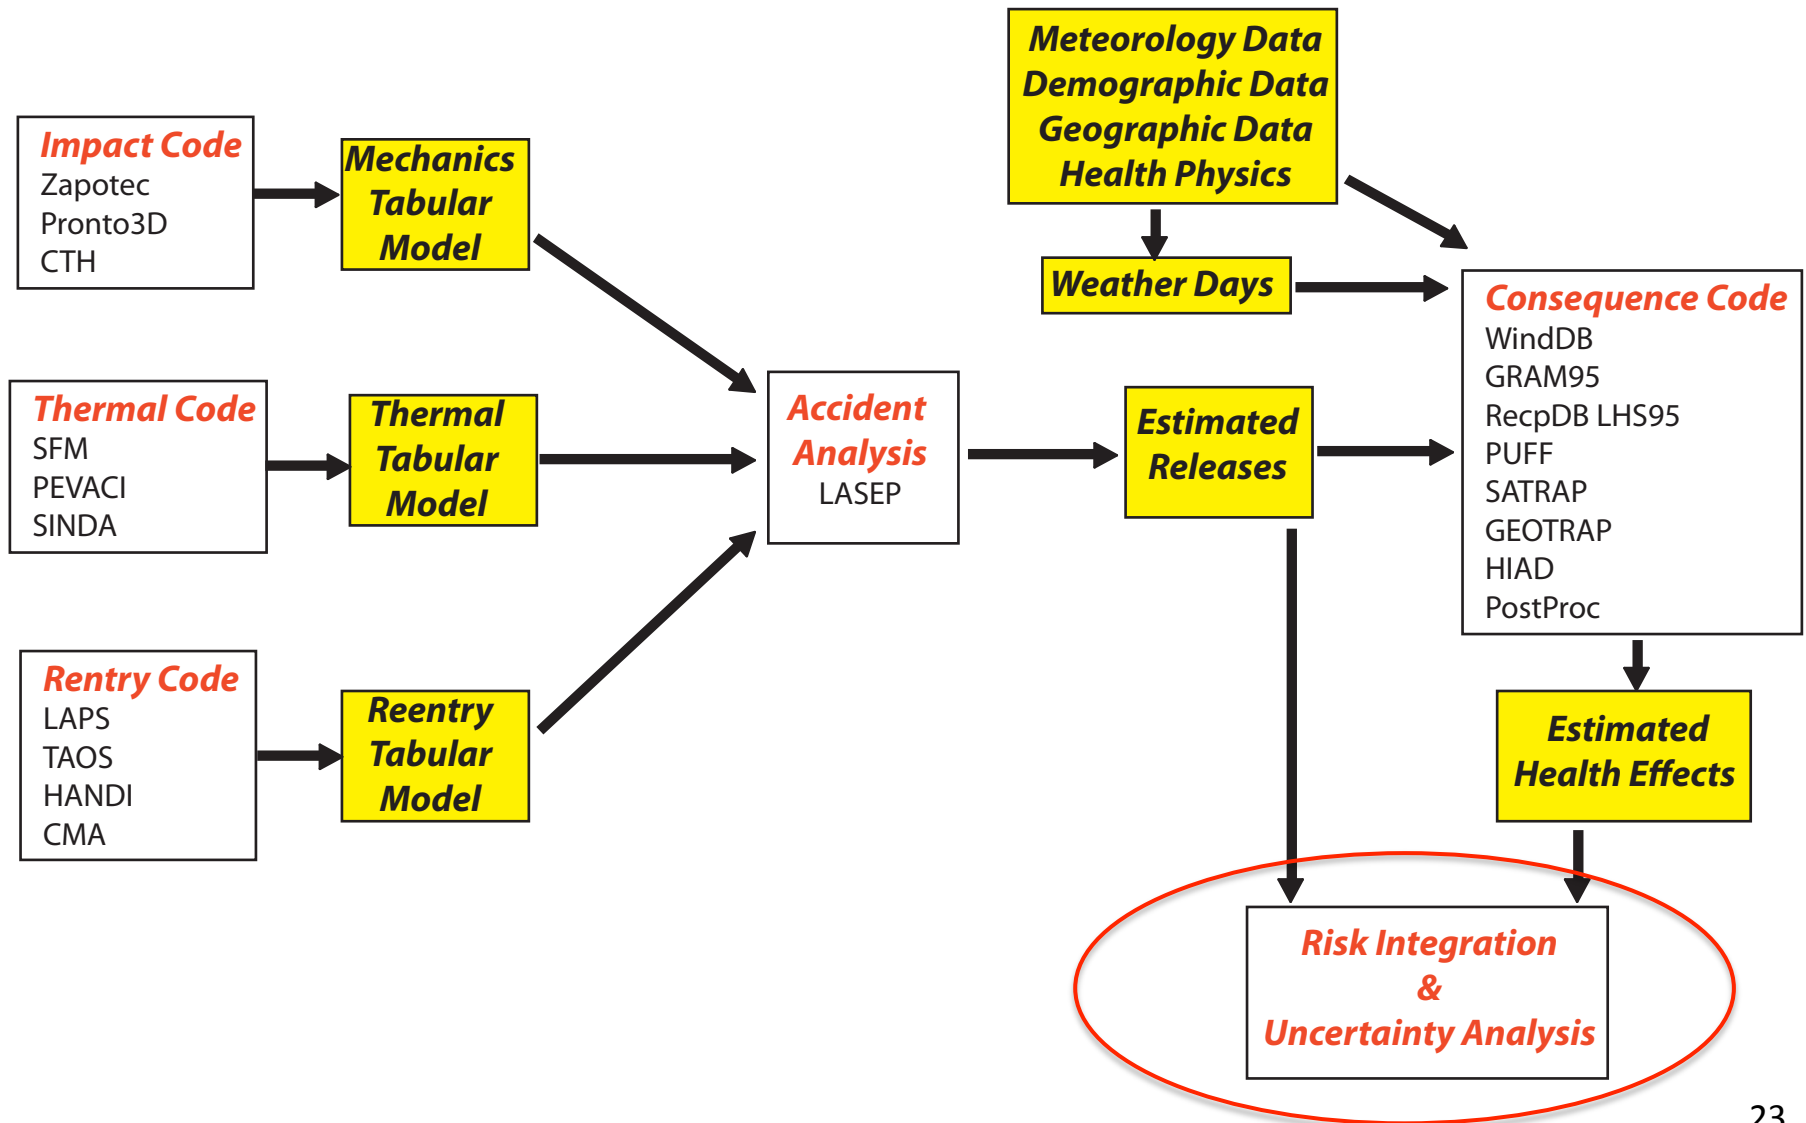 Meteorology Data
Demographic Data
Geographic Data
Health Physics
Impact Code
Zapotec
Pronto3D
CTH
Mechanics
Tabular
Model
Weather Days
Consequence Code
WindDB
GRAM95
RecpDB LHS95
PUFF
SATRAP
GEOTRAP
HIAD
PostProc
Thermal Code
SFM
PEVACI
SINDA
Thermal
Tabular
Model
Accident
Analysis
LASEP
Estimated
Releases
Rentry Code
LAPS
TAOS
HANDI
CMA
Reentry
Tabular
Model
Estimated
Health Effects
Risk Integration
&
Uncertainty Analysis
23